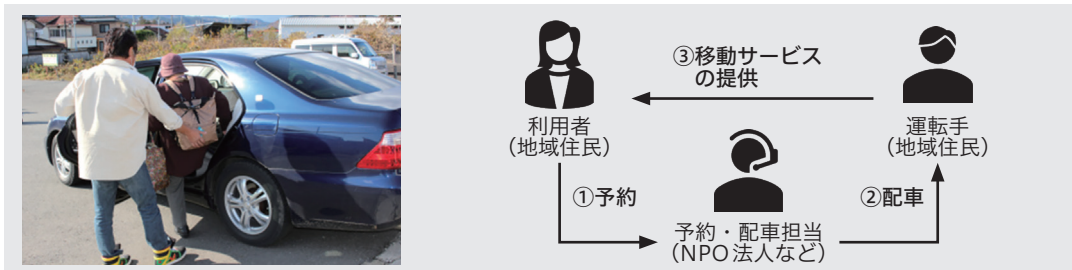 ③移動サービス
の提供
利用者
（地域住民）
運転手
（地域住民）
①予約
②配車
予約・配車担当
（NPO法人など）